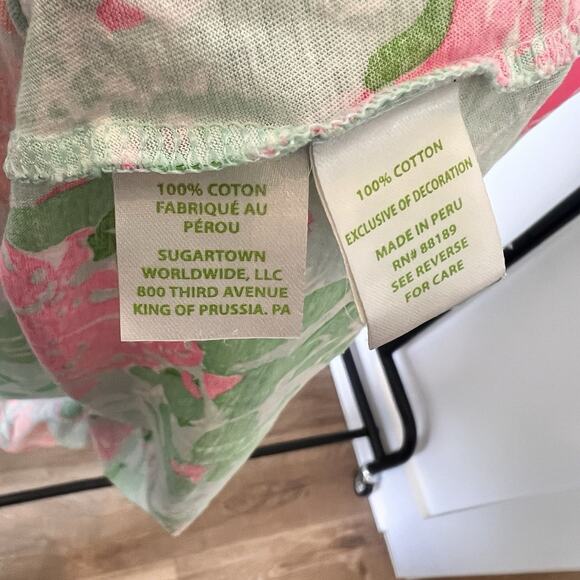 100% COTON
FABRIQUÉ AU
PÉROU
SUGARTOWN
WORLDWIDE, LLC
800 THIRD AVENUE
KING OF PRUSSIA. PA
100% COTTON
EXCLUSIVE OF DECORATION
MADE IN PERU
RN# 88189
SEE REVERSE
FOR CARE